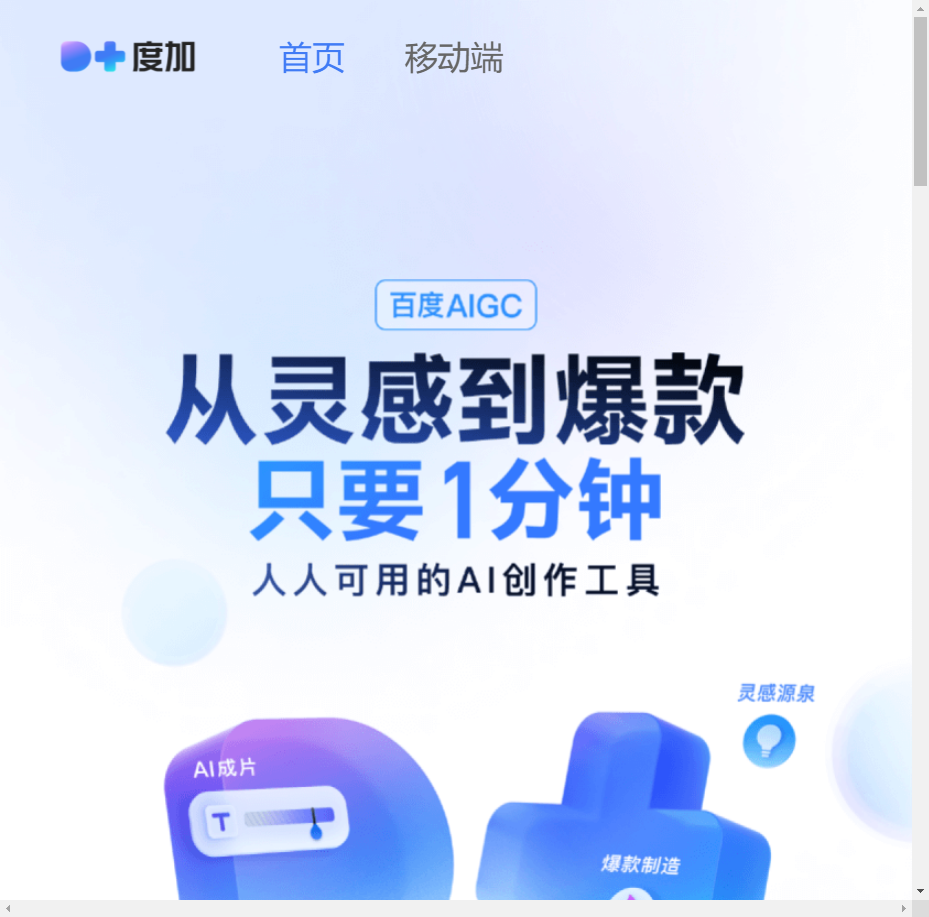 度加
首页
移动端
百度AIGC
从灵感到爆款
只要1分钟
人人可用的AI创作工具
灵感源泉
AI成片
T
爆款制造